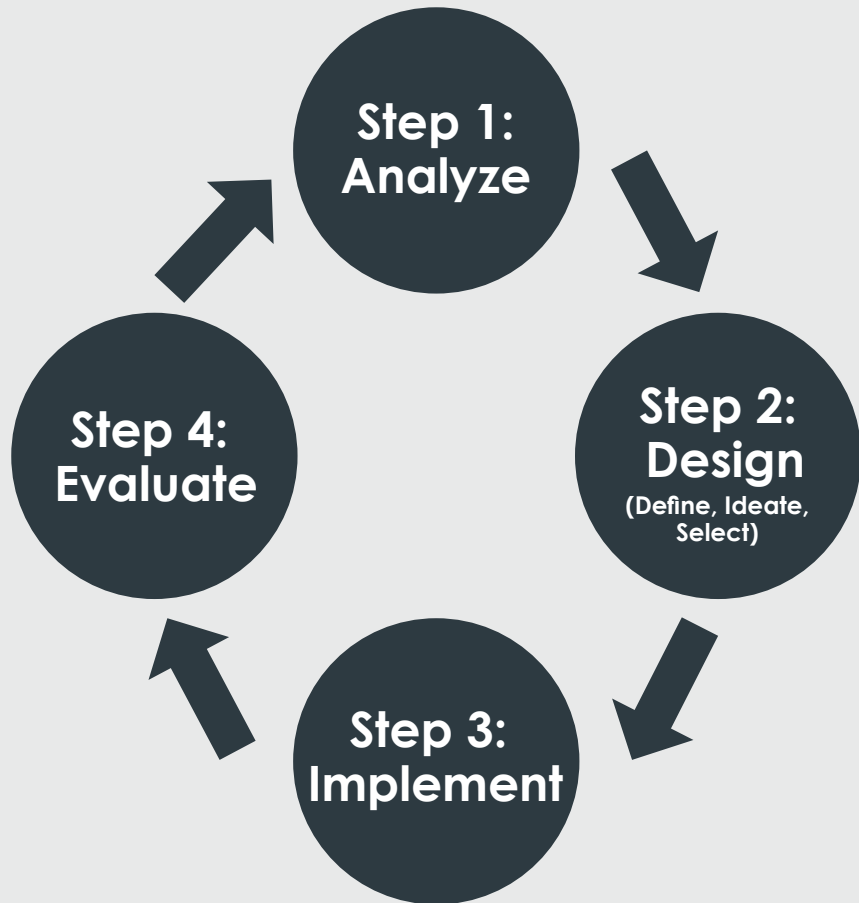 Step 1:
Analyze
Step 2:
Design
(Define, Ideate,
Select)
Step 3:
Implement
Step 4:
Evaluate